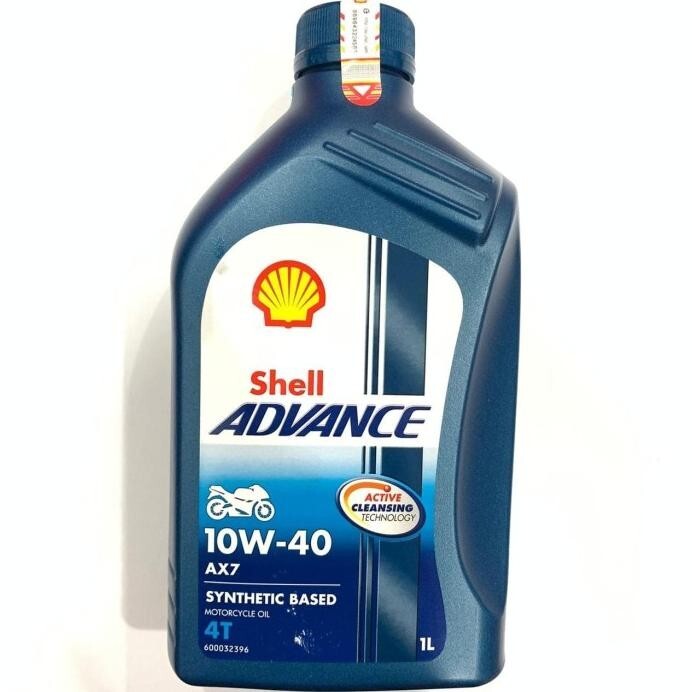 Shell
ADVANCE
ACTIVE
CLEANSING
TECHNOLOGY
10W-40
AX7
SYNTHETIC BASED
MOTORCYCLE OIL
4T
600032396
1L